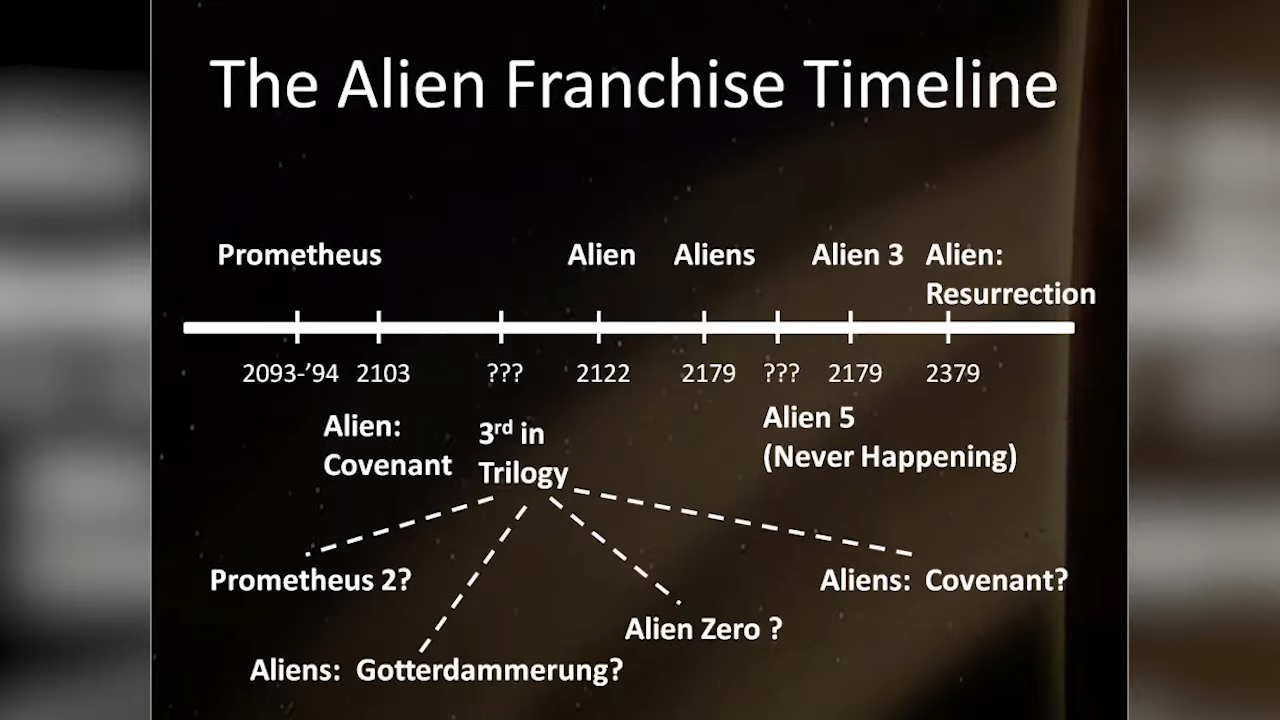 The Alien Franchise Timeline
Prometheus
Alien
Aliens
Alien 3
Alien:
Resurrection
2093-’94
2103
???
2122
2179
???
2179
2379
Alien:
Covenant
3rd in
Trilogy
Alien 5
(Never Happening)
Prometheus 2?
Aliens: Covenant?
Alien Zero ?
Aliens: Gotterdammerung?